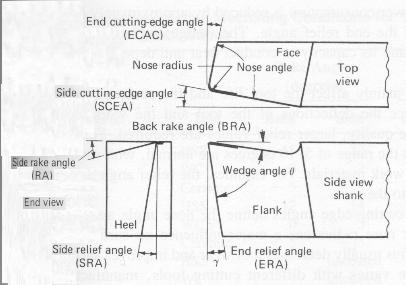 End cutting-edge angle
(ECAC)
Face
Nose radius
Nose angle
Top
view
Side cutting-edge angle
(SCEA)
Back rake angle (BRA)
Side rake angle
(RA)
Wedge angle θ
Side view
shank
End view
Flank
Heel
Side relief angle
(SRA)
γ
End relief angle
(ERA)